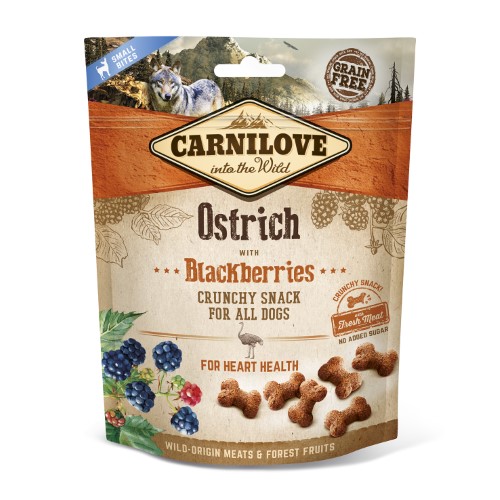 SMALL
BITES
GRAIN
FREE
CARNILOVE
into the Wild
Ostrich
WITH
Blackberries
CRUNCHY SNACK
FOR ALL DOGS
FOR HEART HEALTH
CRUNCHY SNACK!
WITH
Fresh Meat
NO ADDED SUGAR
WILD-ORIGIN MEATS & FOREST FRUITS